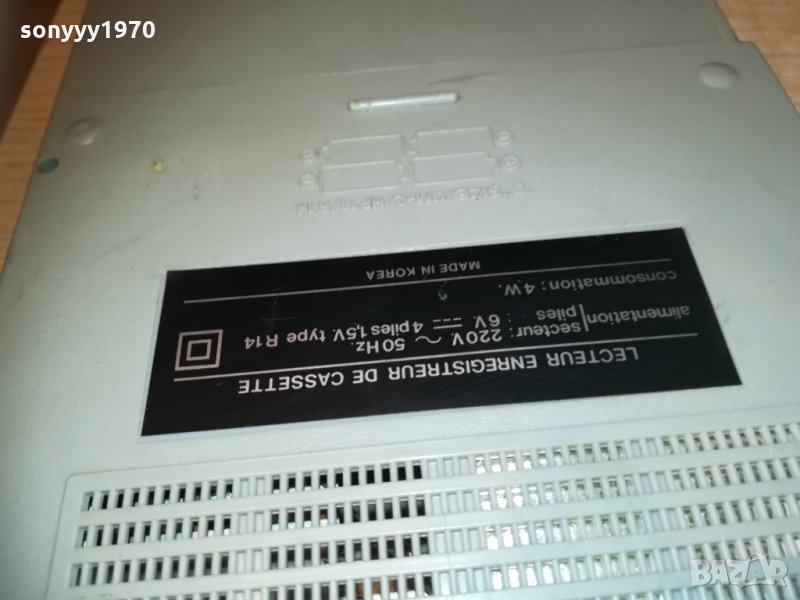 sonyyy1970
LECTEUR ENREGISTREUR DE CASSETTE
alimentation secteur : 220V. ~ 50Hz.
piles : 6V. ⎓ 4 piles 1,5V. type R14
consommation : 4W.
MADE IN KOREA
BAZAR